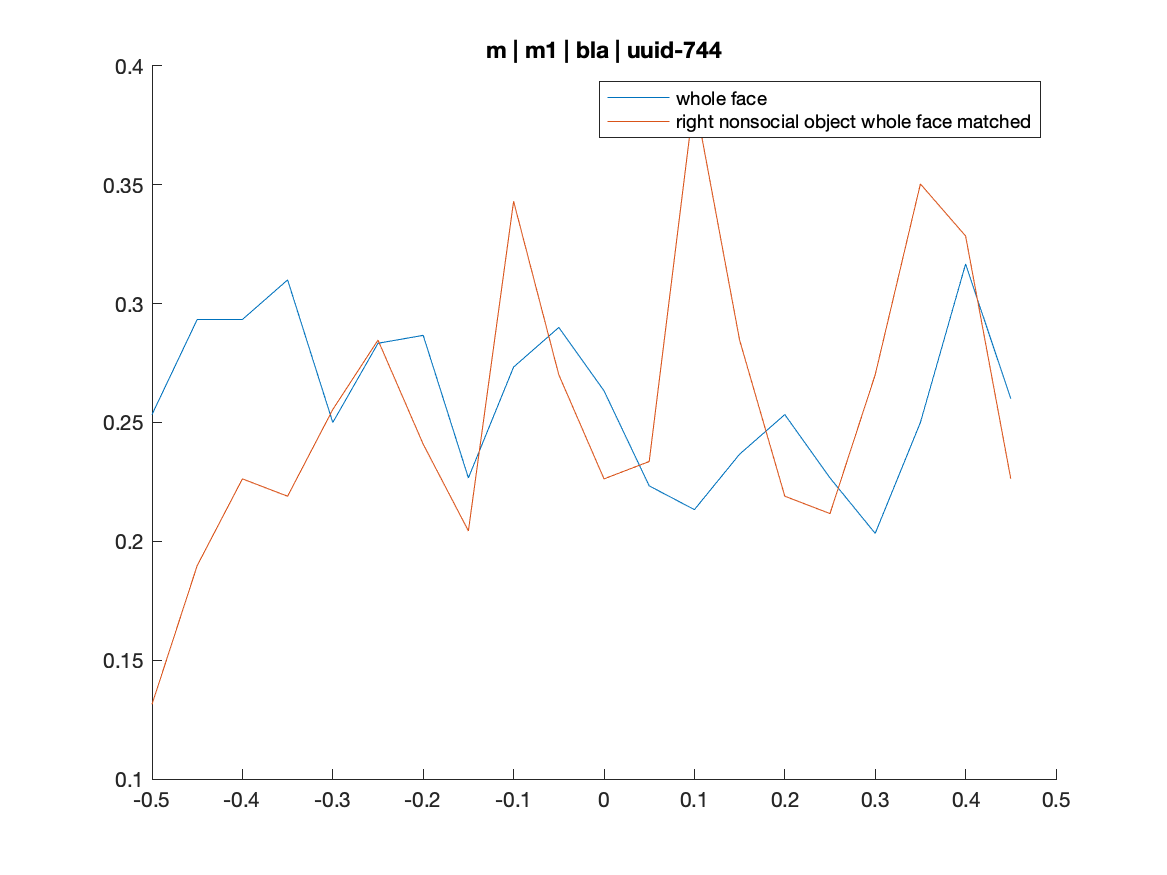 m | m1 | bla | uuid-744
whole face
right nonsocial object whole face matched
0.4
0.35
0.3
0.25
0.2
0.15
0.1
-0.5 -0.4 -0.3 -0.2 -0.1 0 0.1 0.2 0.3 0.4 0.5